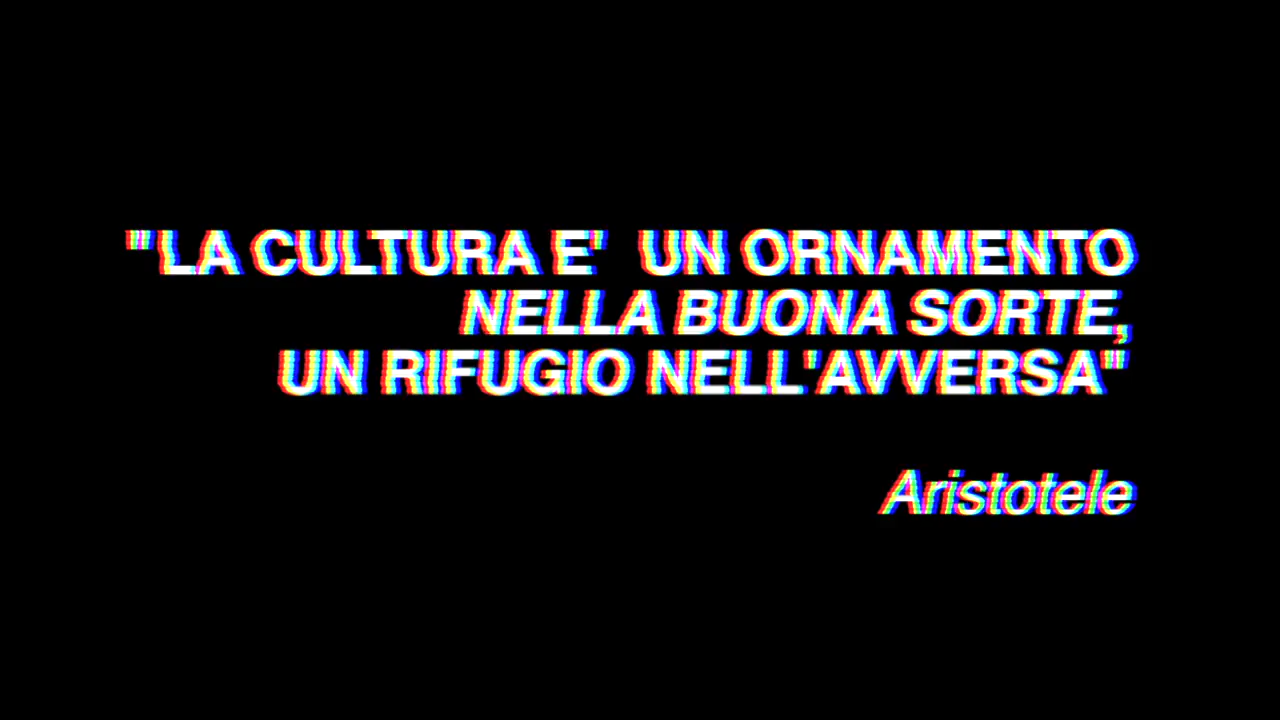 "LA CULTURA E' UN ORNAMENTO
NELLA BUONA SORTE,
UN RIFUGIO NELL'AVVERSA"
Aristotele